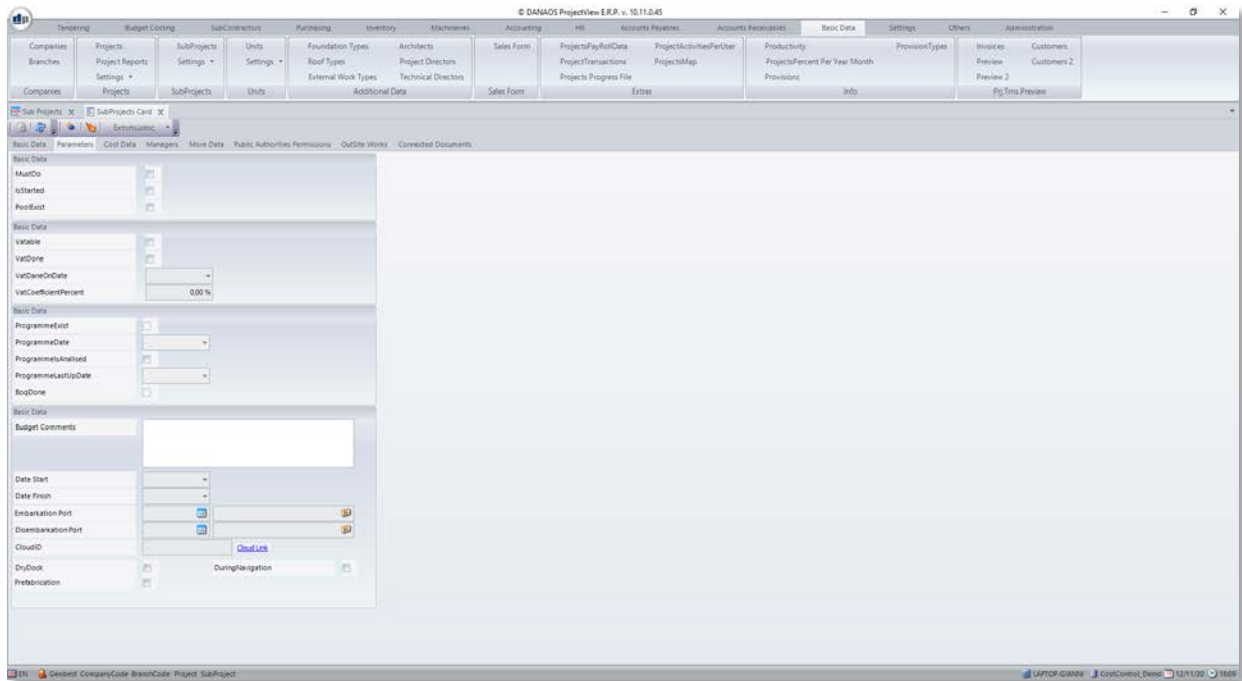 © DANAOS ProjectView E.R.P. v. 10.11.0.45
Tendering Budget Costing SubContractors Purchasing Inventory Machineries Accounting HR Accounts Payables Accounts Receivables Basic Data Settings Others Administration
Companies Projects SubProjects Units Foundation Types Architects Sales Form ProjectsPayRollData ProjectActivitiesPerUser Productivity ProvisionTypes Invoices Customers
Branches Project Reports Settings Settings Roof Types Project Directors ProjectTransactions ProjectsMap ProjectsPercent Per Year Month Preview Customers 2
Settings External Work Types Technical Directors Projects Progress File Provisions Preview 2
Companies Projects SubProjects Units Additional Data Sales Form Extras Info Prj Trns Preview
Sub Projects X SubProjects Card X
Basic Data Parameters Cost Data Managers More Data Public Authorities Permissions OutSite Works Connected Documents
Basic Data
MustDo
IsStarted
PoolExist
Basic Data
Vatable
VatDone
VatDaneOnDate
VatCoefficientPercent 0,00 %
Basic Data
ProgrammeExist
ProgrammeDate
ProgrammeIsAnalised
ProgrammeLastUpDate
BoqDone
Basic Data
Budget Comments
Date Start
Date Finish
Embarkation Port
Disembarkation Port
CloudID Cloud Link
DryDock DuringNavigation
Prefabrication
EN Geobest CompanyCode BranchCode Project SubProject LAPTOP-GIANNI CostControl_Demo 12/11/20 16:09